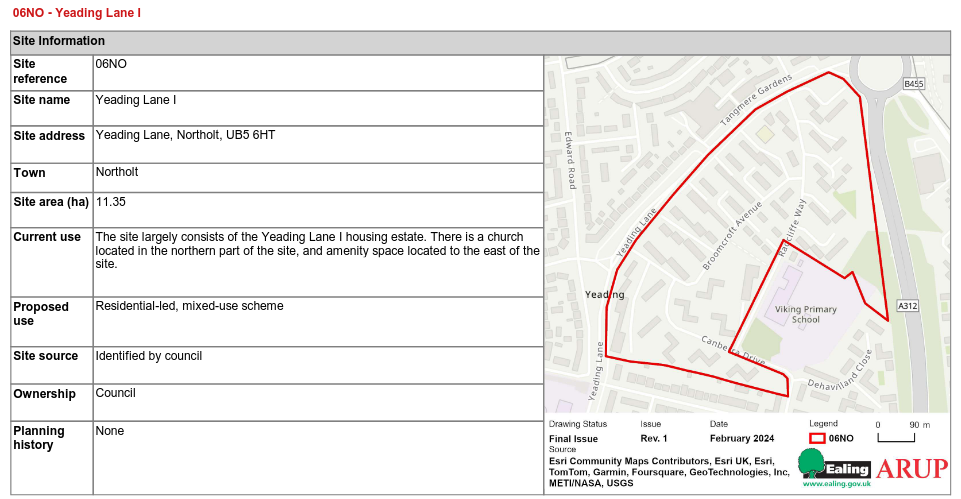 06NO - Yeading Lane I
Site Information
Site
reference
06NO
Site name
Yeading Lane I
Site address
Yeading Lane, Northolt, UB5 6HT
Town
Northolt
Site area (ha)
11.35
Current use
The site largely consists of the Yeading Lane I housing estate. There is a church
located in the northern part of the site, and amenity space located to the east of the
site.
Proposed
use
Residential-led, mixed-use scheme
Site source
Identified by council
Ownership
Council
Planning
history
None
B455
Tangmere Gardens
Edward Road
Yeading Lane
Broomcroft Avenue
Radcliffe Way
Yeading
A312
Viking Primary
School
Canberra Drive
Yeading Lane
Dehavilland Close
Drawing Status
Issue
Date
Legend
0 90 m
Final Issue
Rev. 1
February 2024
06NO
Source
Esri Community Maps Contributors, Esri UK, Esri,
TomTom, Garmin, Foursquare, GeoTechnologies, Inc,
METI/NASA, USGS
Ealing
www.ealing.gov.uk
ARUP